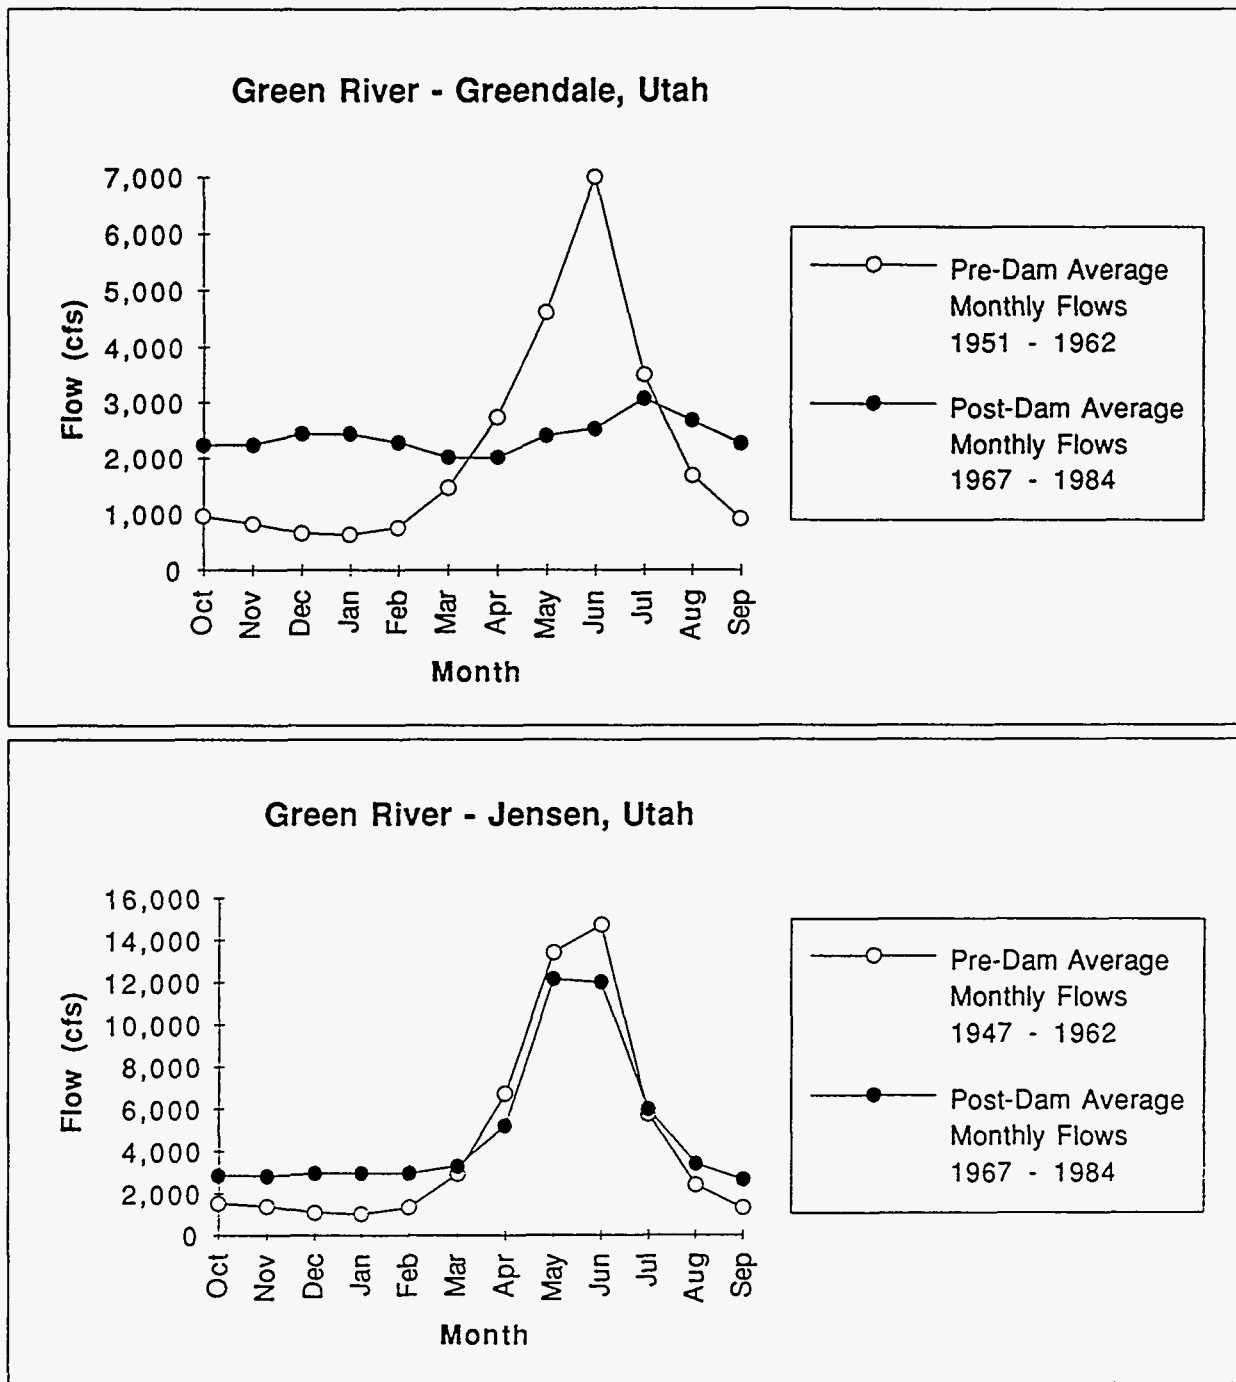 Green River - Greendale, Utah
7,000
6,000
5,000
4,000
3,000
2,000
1,000
0
Flow (cfs)
Oct Nov Dec Jan Feb Mar Apr May Jun Jul Aug Sep
Month
Pre-Dam Average
Monthly Flows
1951 - 1962
Post-Dam Average
Monthly Flows
1967 - 1984
Green River - Jensen, Utah
16,000
14,000
12,000
10,000
8,000
6,000
4,000
2,000
0
Flow (cfs)
Oct Nov Dec Jan Feb Mar Apr May Jun Jul Aug Sep
Month
Pre-Dam Average
Monthly Flows
1947 - 1962
Post-Dam Average
Monthly Flows
1967 - 1984